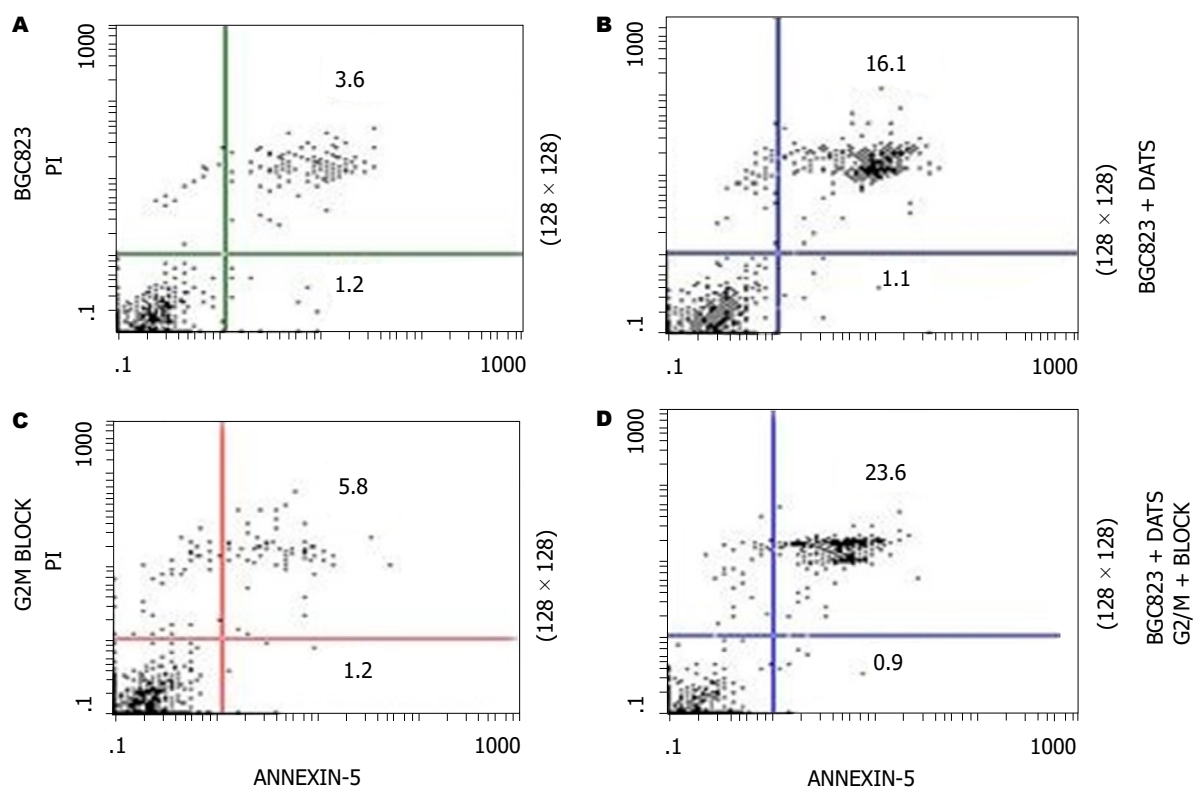 A
BGC823
PI
1000
.1
3.6
1.2
.1
1000
(128 × 128)
B
1000
.1
16.1
1.1
.1
1000
(128 × 128)
BGC823 + DATS
C
G2M BLOCK
PI
1000
.1
5.8
1.2
.1
1000
ANNEXIN-5
(128 × 128)
D
1000
.1
23.6
0.9
.1
1000
ANNEXIN-5
(128 × 128)
BGC823 + DATS
G2/M + BLOCK